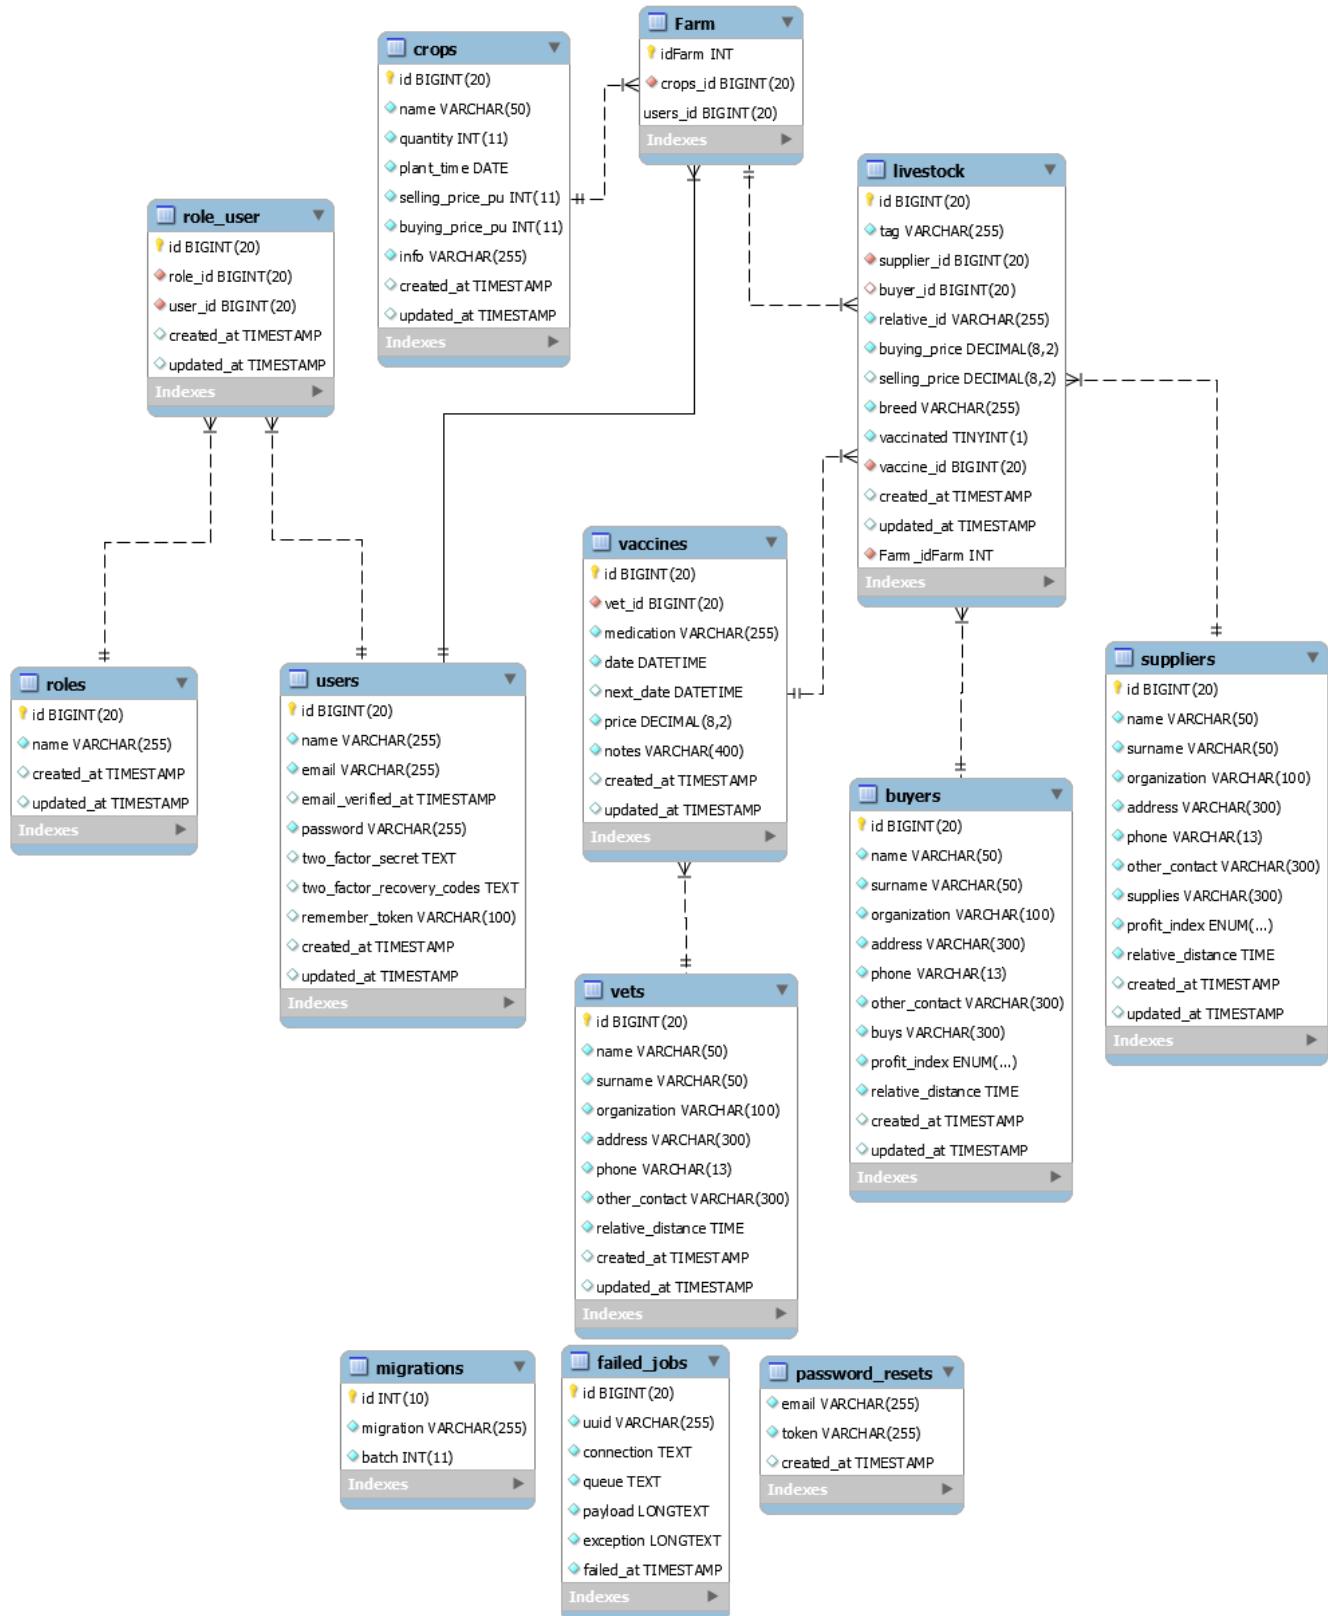 Farm
idFarm INT
crops_id BIGINT(20)
users_id BIGINT(20)
Indexes
crops
id BIGINT(20)
name VARCHAR(50)
quantity INT(11)
plant_time DATE
selling_price_pu INT(11)
buying_price_pu INT(11)
info VARCHAR(255)
created_at TIMESTAMP
updated_at TIMESTAMP
Indexes
livestock
id BIGINT(20)
tag VARCHAR(255)
supplier_id BIGINT(20)
buyer_id BIGINT(20)
relative_id VARCHAR(255)
buying_price DECIMAL(8,2)
selling_price DECIMAL(8,2)
breed VARCHAR(255)
vaccinated TINYINT(1)
vaccine_id BIGINT(20)
created_at TIMESTAMP
updated_at TIMESTAMP
Farm_idFarm INT
Indexes
role_user
id BIGINT(20)
role_id BIGINT(20)
user_id BIGINT(20)
created_at TIMESTAMP
updated_at TIMESTAMP
Indexes
vaccines
id BIGINT(20)
vet_id BIGINT(20)
medication VARCHAR(255)
date DATETIME
next_date DATETIME
price DECIMAL(8,2)
notes VARCHAR(400)
created_at TIMESTAMP
updated_at TIMESTAMP
Indexes
roles
id BIGINT(20)
name VARCHAR(255)
created_at TIMESTAMP
updated_at TIMESTAMP
Indexes
users
id BIGINT(20)
name VARCHAR(255)
email VARCHAR(255)
email_verified_at TIMESTAMP
password VARCHAR(255)
two_factor_secret TEXT
two_factor_recovery_codes TEXT
remember_token VARCHAR(100)
created_at TIMESTAMP
updated_at TIMESTAMP
Indexes
suppliers
id BIGINT(20)
name VARCHAR(50)
surname VARCHAR(50)
organization VARCHAR(100)
address VARCHAR(300)
phone VARCHAR(13)
other_contact VARCHAR(300)
supplies VARCHAR(300)
profit_index ENUM(...)
relative_distance TIME
created_at TIMESTAMP
updated_at TIMESTAMP
Indexes
buyers
id BIGINT(20)
name VARCHAR(50)
surname VARCHAR(50)
organization VARCHAR(100)
address VARCHAR(300)
phone VARCHAR(13)
other_contact VARCHAR(300)
buys VARCHAR(300)
profit_index ENUM(...)
relative_distance TIME
created_at TIMESTAMP
updated_at TIMESTAMP
Indexes
vets
id BIGINT(20)
name VARCHAR(50)
surname VARCHAR(50)
organization VARCHAR(100)
address VARCHAR(300)
phone VARCHAR(13)
other_contact VARCHAR(300)
relative_distance TIME
created_at TIMESTAMP
updated_at TIMESTAMP
Indexes
migrations
id INT(10)
migration VARCHAR(255)
batch INT(11)
Indexes
failed_jobs
id BIGINT(20)
uuid VARCHAR(255)
connection TEXT
queue TEXT
payload LONGTEXT
exception LONGTEXT
failed_at TIMESTAMP
Indexes
password_resets
email VARCHAR(255)
token VARCHAR(255)
created_at TIMESTAMP
Indexes